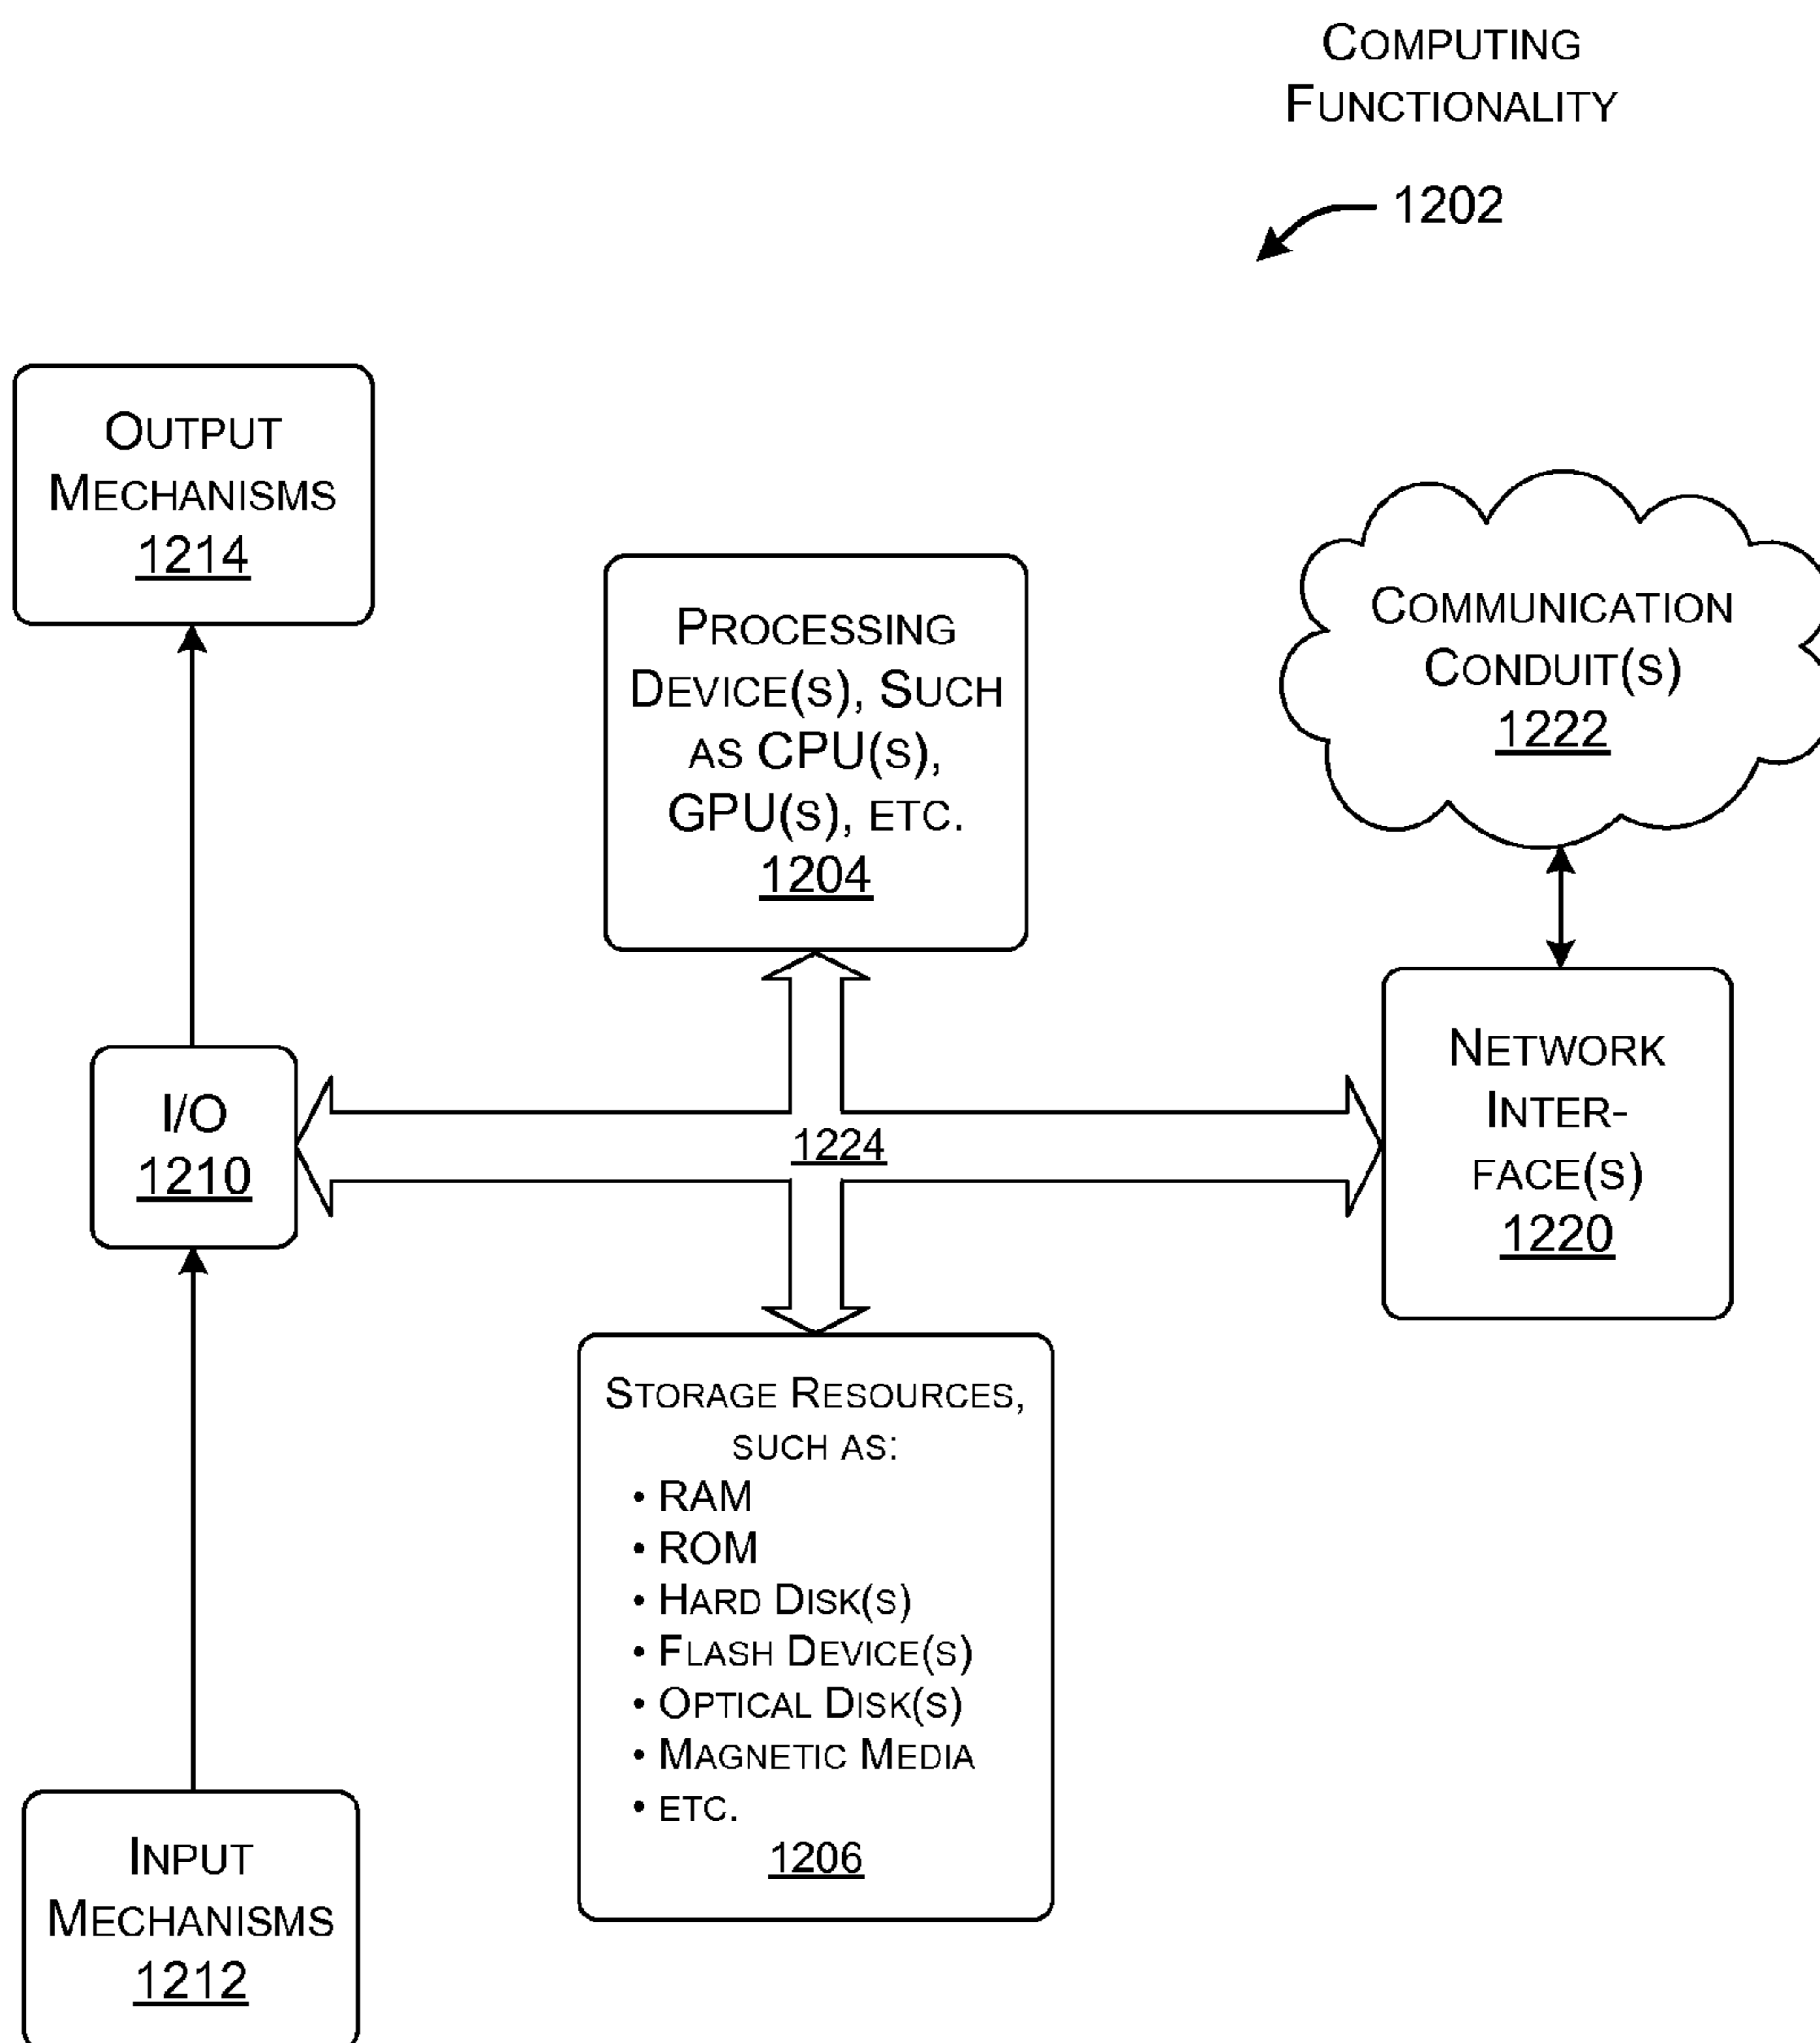 COMPUTING
FUNCTIONALITY
1202
OUTPUT
MECHANISMS
1214
PROCESSING
DEVICE(S), SUCH
AS CPU(S),
GPU(S), ETC.
1204
COMMUNICATION
CONDUIT(S)
1222
I/O
1210
1224
NETWORK
INTER-
FACE(S)
1220
STORAGE RESOURCES,
SUCH AS:
• RAM
• ROM
• HARD DISK(S)
• FLASH DEVICE(S)
• OPTICAL DISK(S)
• MAGNETIC MEDIA
• ETC.
1206
INPUT
MECHANISMS
1212